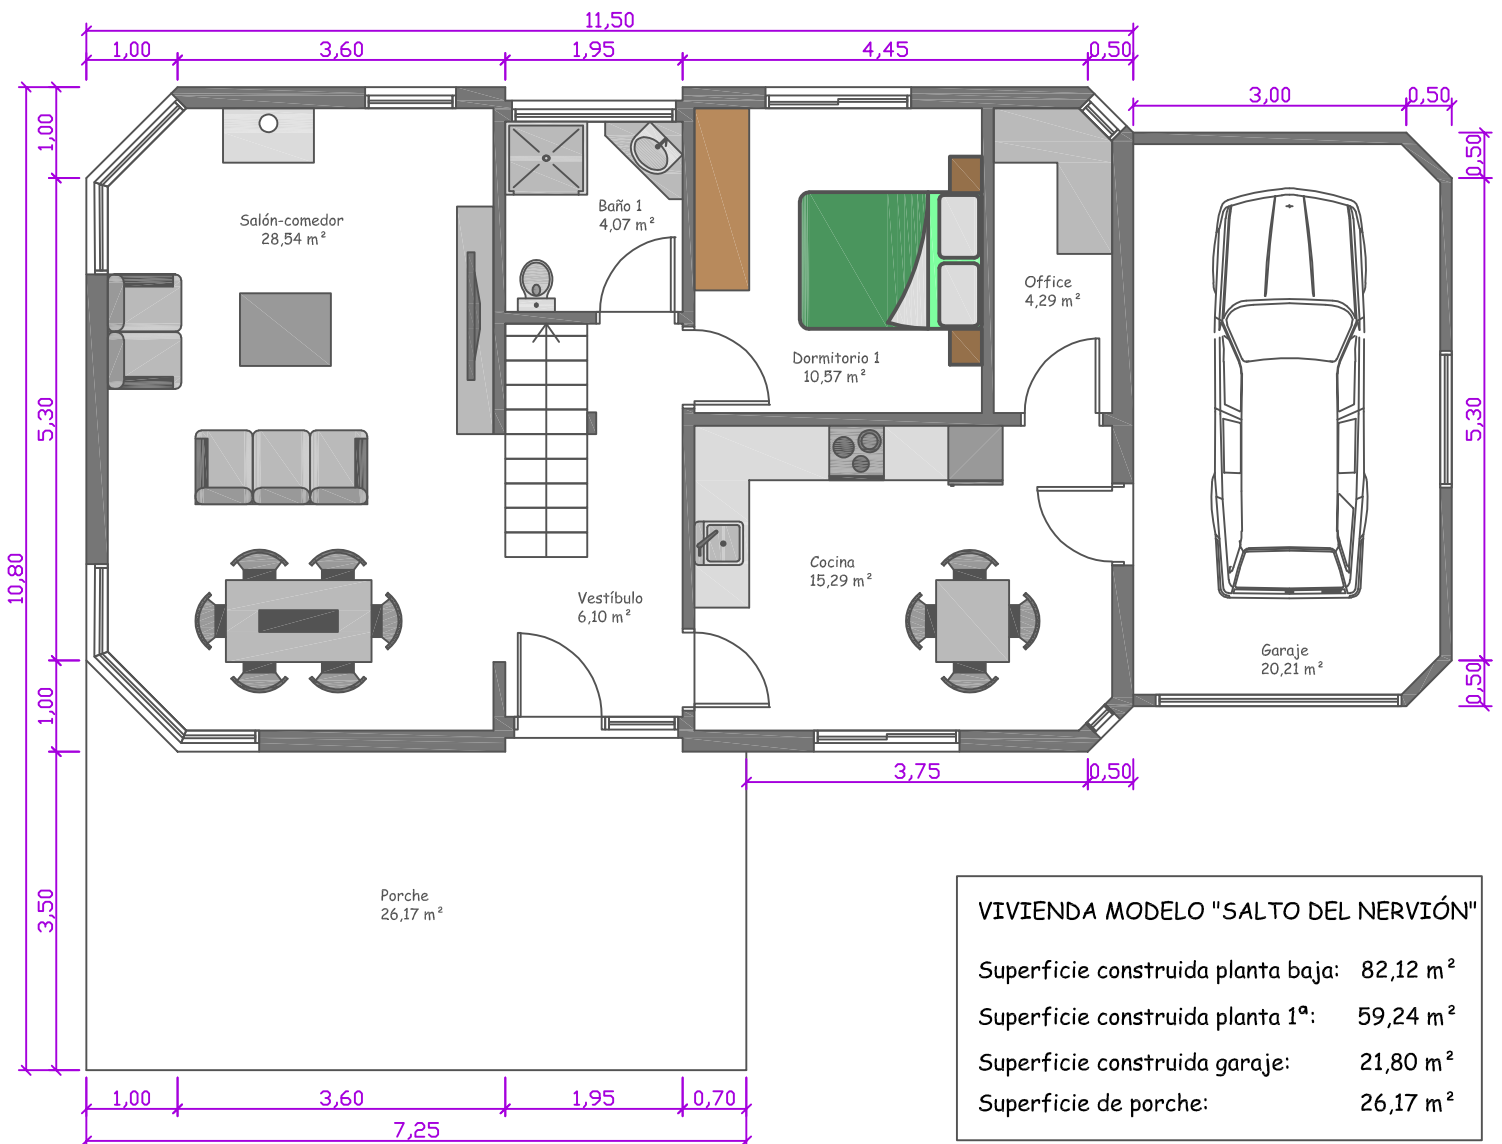 11,50
1,00 3,60 1,95 4,45 0,50
3,00 0,50
1,00
0,50
Salón-comedor
28,54 m²
Baño 1
4,07 m²
Office
4,29 m²
Dormitorio 1
10,57 m²
5,30
5,30
10,80
Cocina
15,29 m²
Vestíbulo
6,10 m²
Garaje
20,21 m²
1,00
0,50
3,75 0,50
Porche
26,17 m²
3,50
VIVIENDA MODELO "SALTO DEL NERVIÓN"
Superficie construida planta baja: 82,12 m²
Superficie construida planta 1ª: 59,24 m²
Superficie construida garaje: 21,80 m²
Superficie de porche: 26,17 m²
1,00 3,60 1,95 0,70
7,25